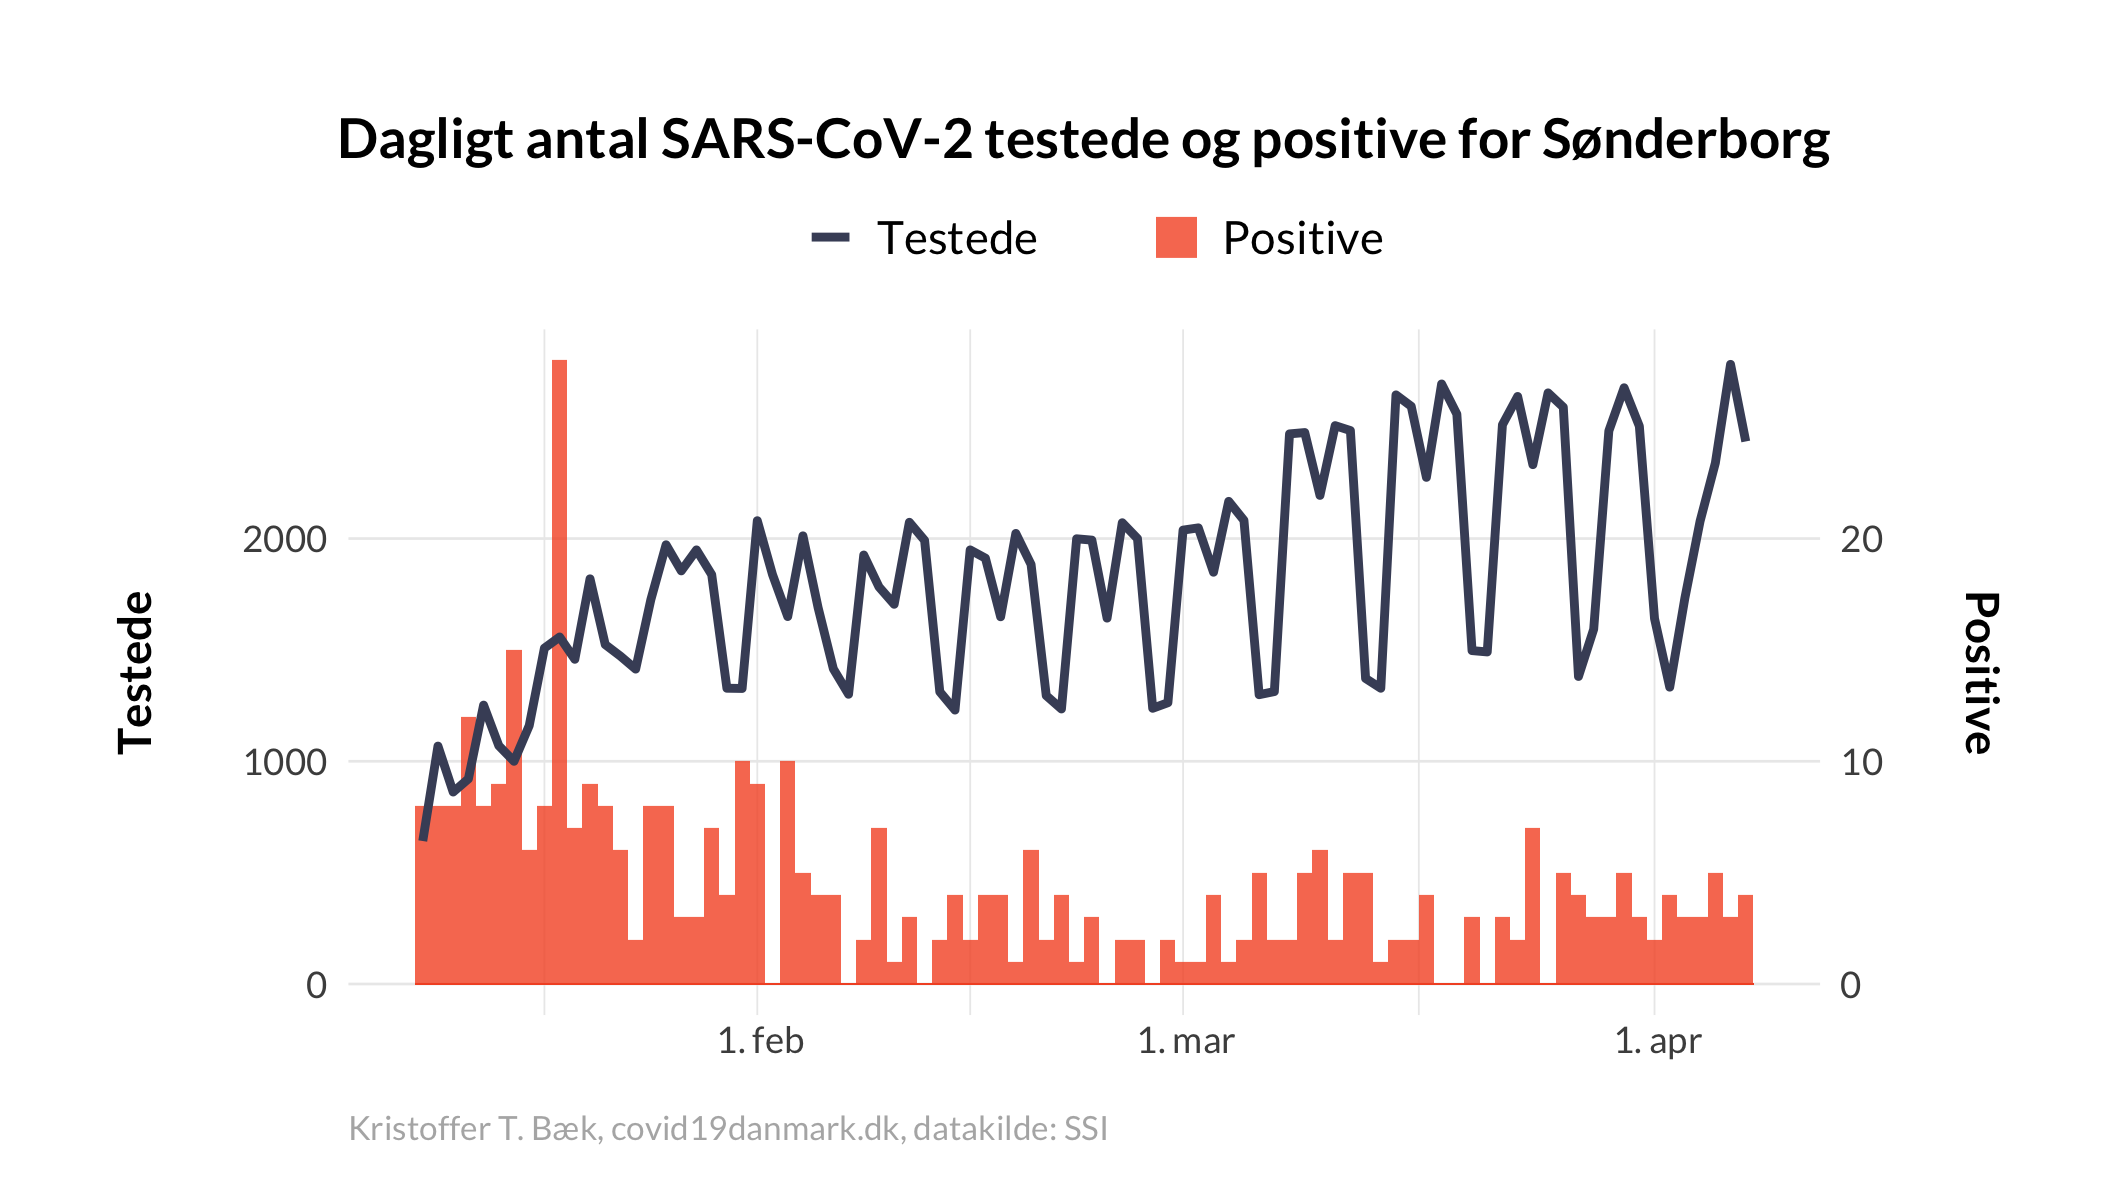 Dagligt antal SARS-CoV-2 testede og positive for Sønderborg
Testede
Positive
Testede
2000
1000
0
20
10
0
Positive
1. feb
1. mar
1. apr
Kristoffer T. Bæk, covid19danmark.dk, datakilde: SSI